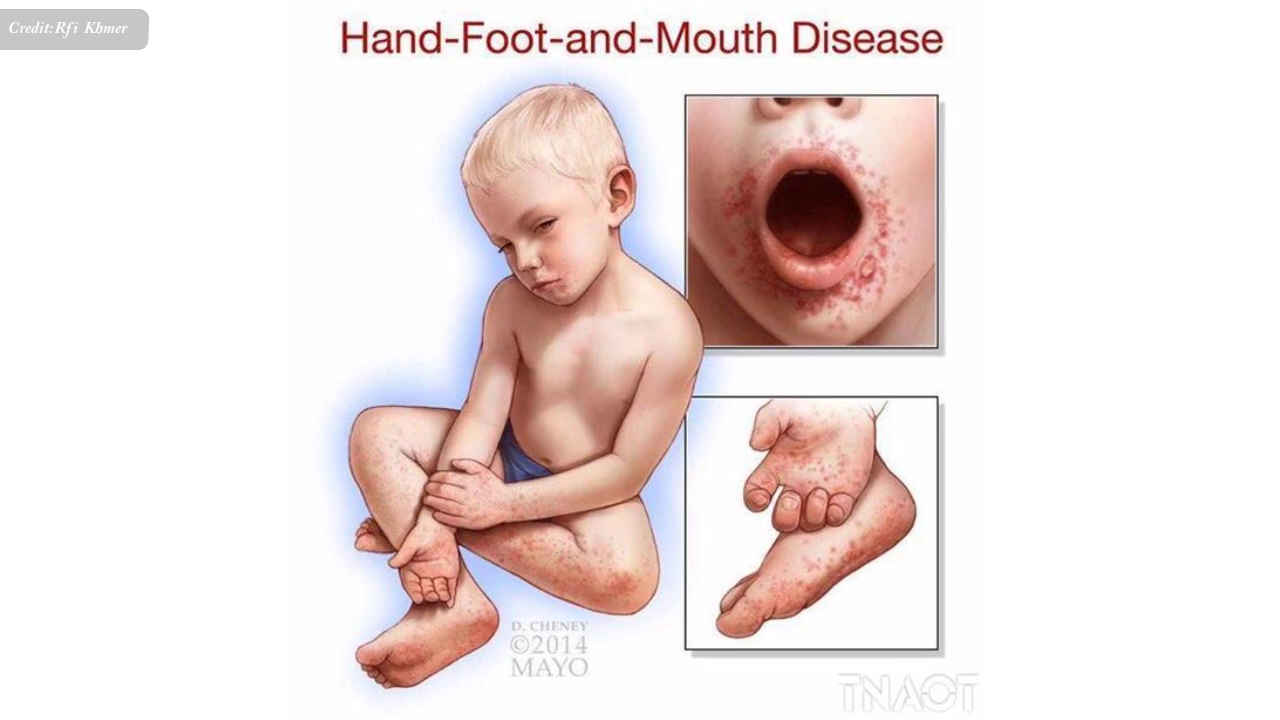 Credit:Rfi Khmer
Hand-Foot-and-Mouth Disease
D. CHENEY
©2014
MAYO
TNAOT